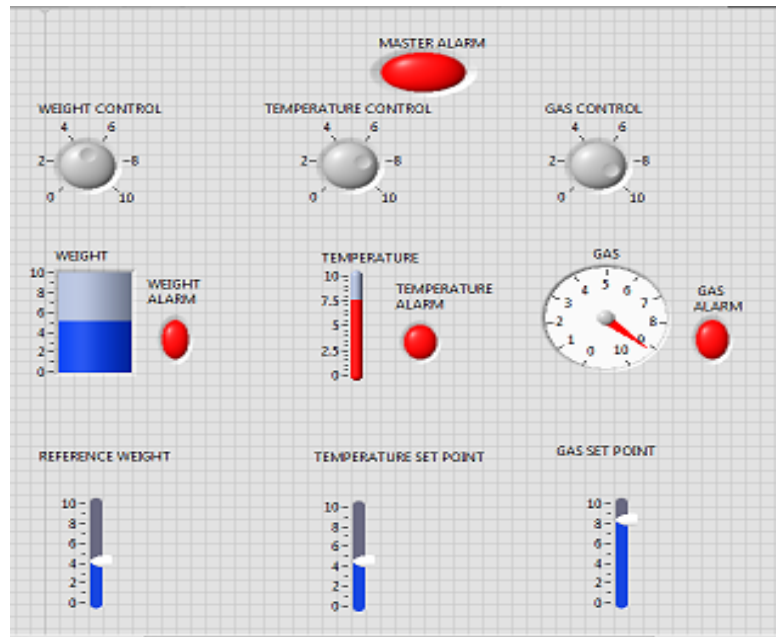 MASTER ALARM
WEIGHT CONTROL TEMPERATURE CONTROL GAS CONTROL
4 6 4 6 4 6
2 8 2 8 2 8
0 10 0 10 0 10
WEIGHT
10
8
6
4
2
0
WEIGHT
ALARM
TEMPERATURE
10
7.5
5
2.5
0
TEMPERATURE
ALARM
GAS
0 1 2 3 4 5 6 7 8 9 10
GAS
ALARM
REFERENCE WEIGHT
10
8
6
4
2
0
TEMPERATURE SET POINT
10
8
6
4
2
0
GAS SET POINT
10
8
6
4
2
0